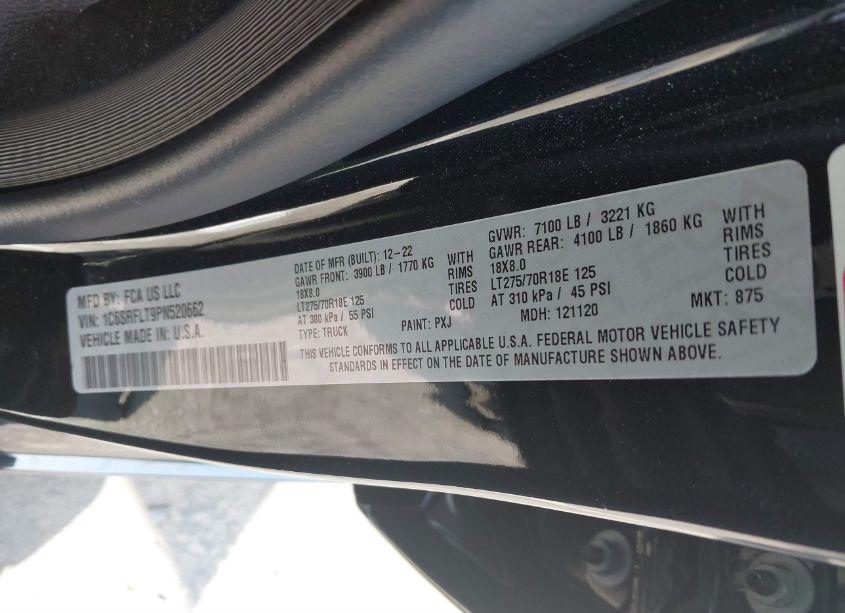 MFD BY: FCA US LLC
VIN: 1C6SRFLT9PN520662
VEHICLE MADE IN: U.S.A.
DATE OF MFR (BUILT): 12-22
GAWR FRONT: 3900 LB / 1770 KG WITH
18X8.0 RIMS
LT275/70R18E 125 TIRES
AT 380 kPa / 55 PSI COLD
TYPE: TRUCK PAINT: PXJ
GVWR: 7100 LB / 3221 KG
GAWR REAR: 4100 LB / 1860 KG WITH
18X8.0 RIMS
LT275/70R18E 125 TIRES
AT 310 kPa / 45 PSI COLD
MDH: 121120 MKT: 875
THIS VEHICLE CONFORMS TO ALL APPLICABLE U.S.A. FEDERAL MOTOR VEHICLE SAFETY
STANDARDS IN EFFECT ON THE DATE OF MANUFACTURE SHOWN ABOVE.